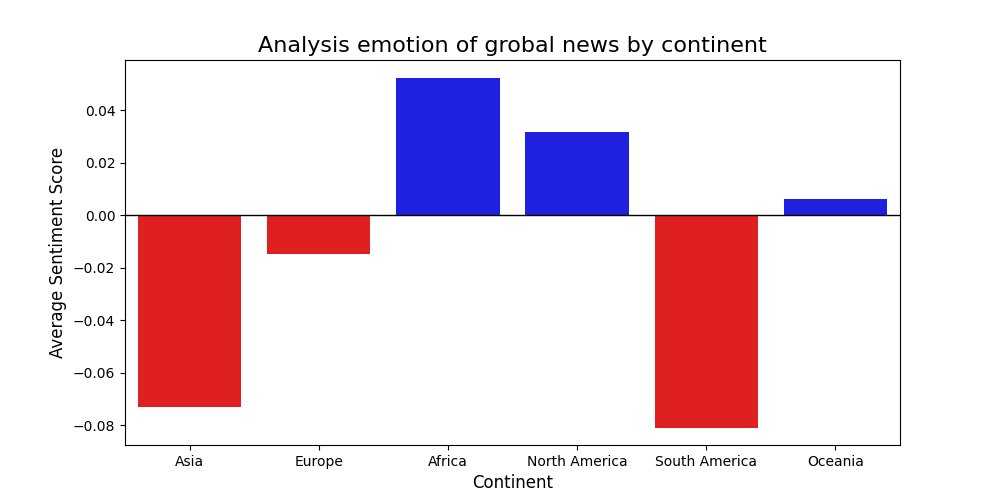 Analysis emotion of grobal news by continent
Average Sentiment Score
0.04
0.02
0.00
−0.02
−0.04
−0.06
−0.08
Asia
Europe
Africa
North America
South America
Oceania
Continent